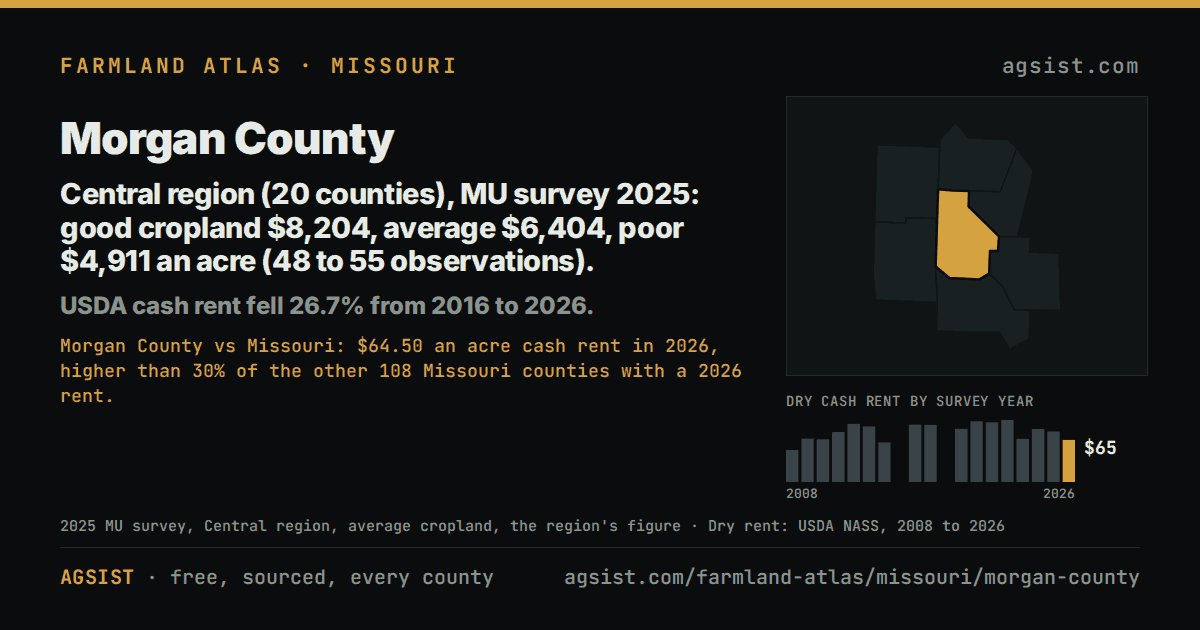 FARMLAND ATLAS · MISSOURI
agsist.com
Morgan County
Central region (20 counties), MU survey 2025:
good cropland $8,204, average $6,404, poor
$4,911 an acre (48 to 55 observations).
USDA cash rent fell 26.7% from 2016 to 2026.
Morgan County vs Missouri: $64.50 an acre cash rent in 2026,
higher than 30% of the other 108 Missouri counties with a 2026
rent.
DRY CASH RENT BY SURVEY YEAR
$65
2008
2026
2025 MU survey, Central region, average cropland, the region's figure · Dry rent: USDA NASS, 2008 to 2026
AGSIST · free, sourced, every county
agsist.com/farmland-atlas/missouri/morgan-county